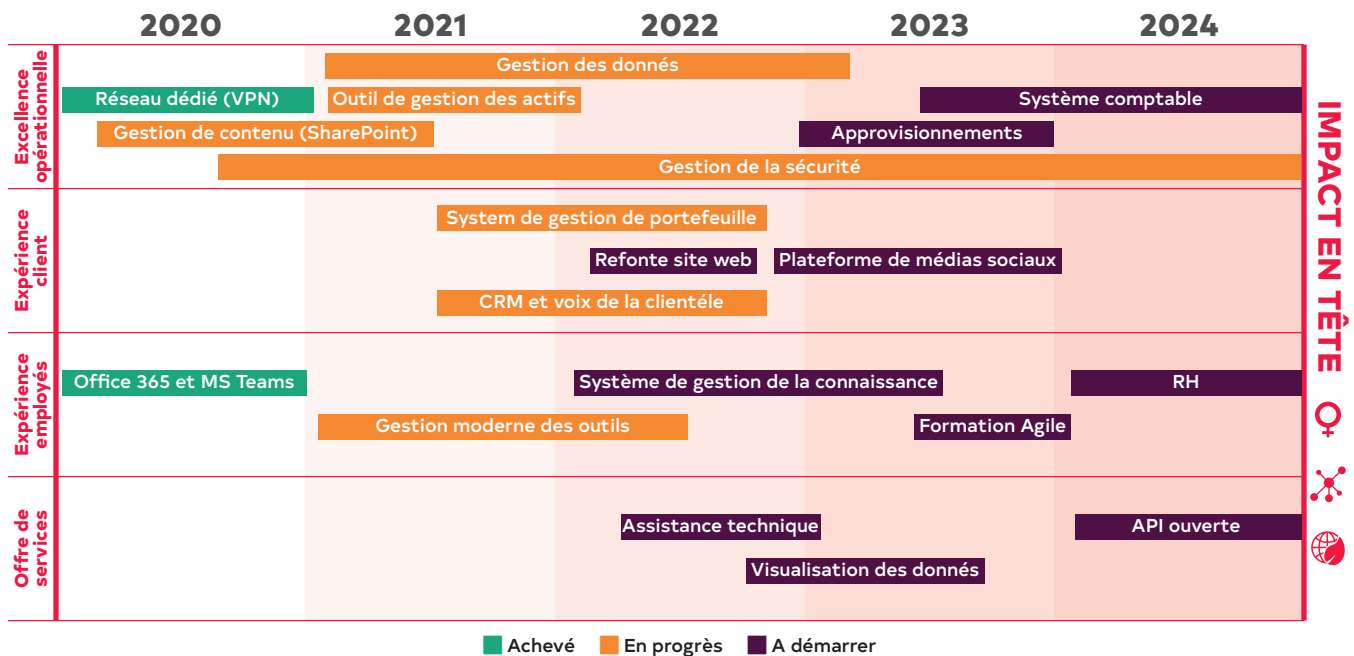 2020 2021 2022 2023 2024
Excellence
opérationnelle
Gestion des donnés
Réseau dédié (VPN) Outil de gestion des actifs Système comptable
Gestion de contenu (SharePoint) Approvisionnements
Gestion de la sécurité
Expérience
client
System de gestion de portefeuille
Refonte site web Plateforme de médias sociaux
CRM et voix de la clientéle
Expérience
employés
Office 365 et MS Teams Système de gestion de la connaissance RH
Gestion moderne des outils Formation Agile
Offre de
services
Assistance technique API ouverte
Visualisation des donnés
IMPACT EN TÊTE
Achevé En progrès A démarrer